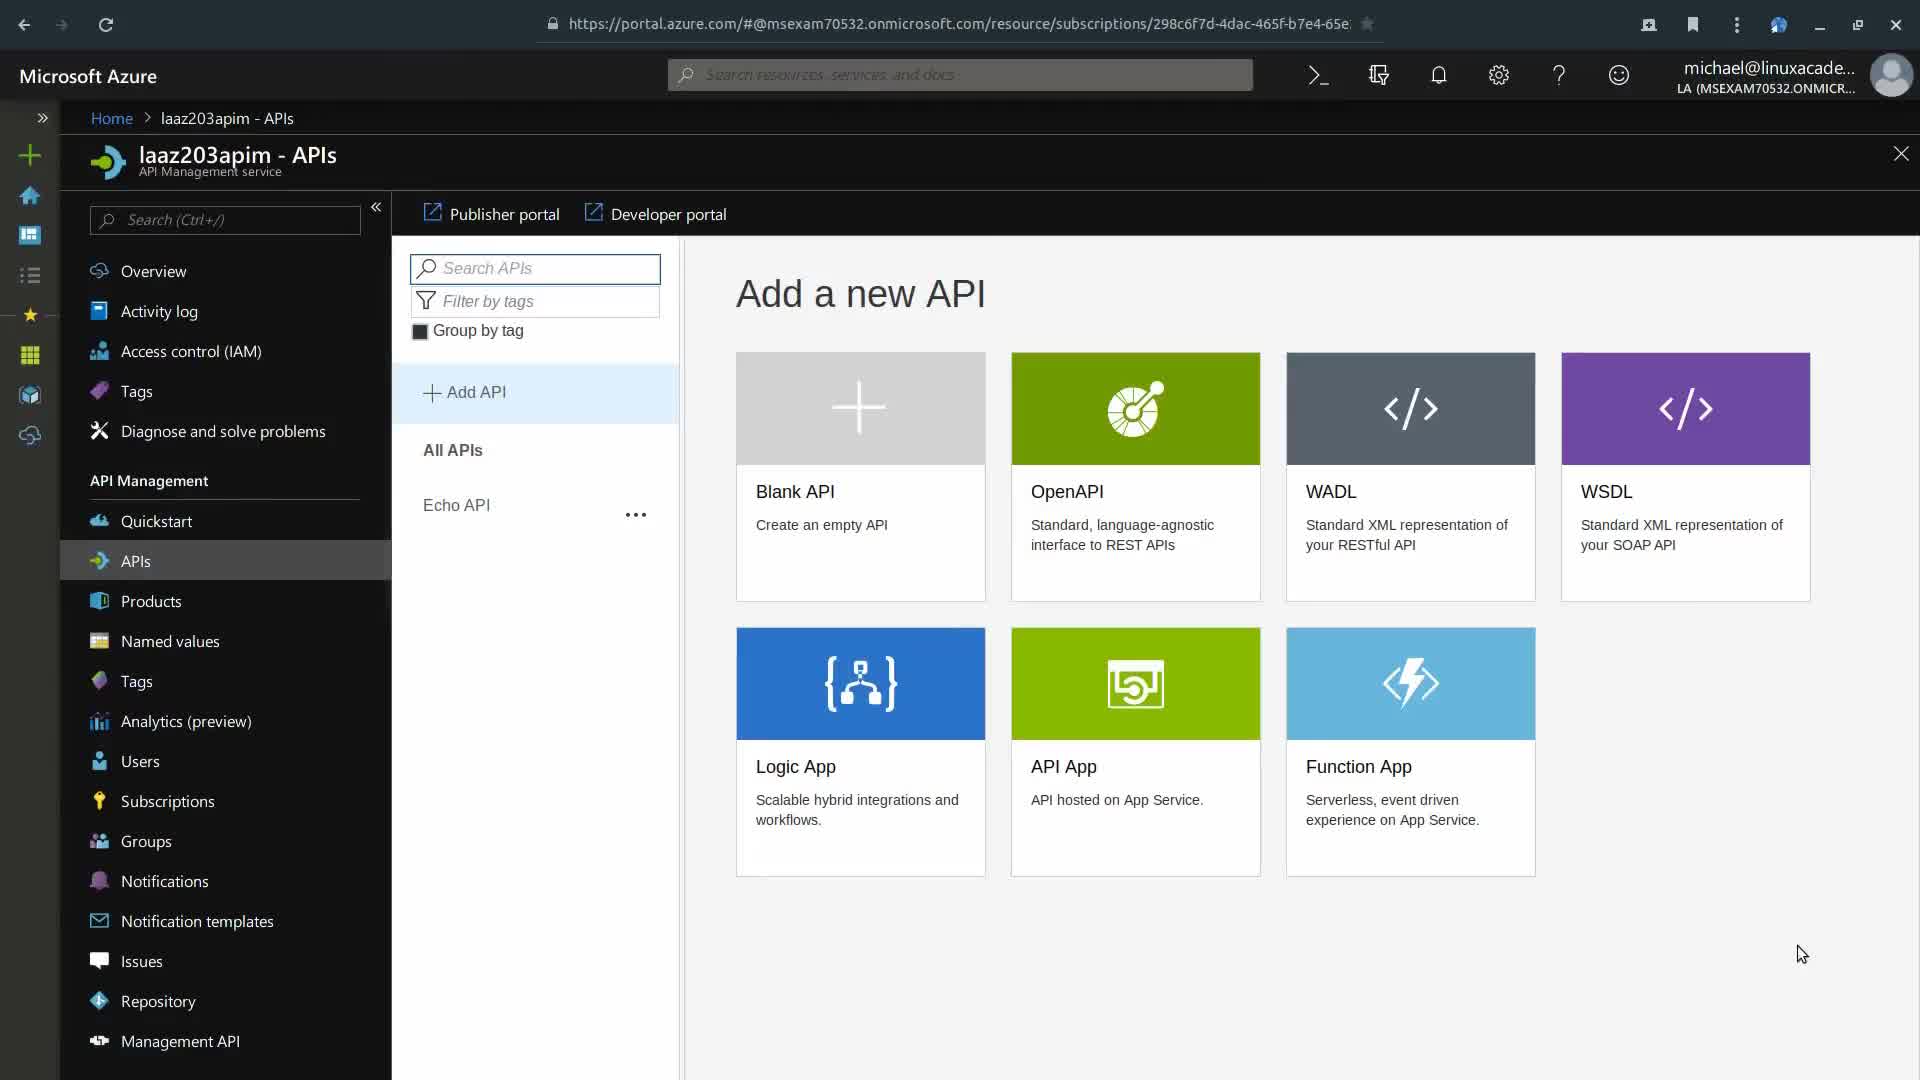 https://portal.azure.com/#@msexam70532.onmicrosoft.com/resource/subscriptions/298c6f7d-4dac-465f-b7e4-65e
Microsoft Azure
Search resources, services, and docs
michael@linuxacade...
LA (MSEXAM70532.ONMICR...
Home > laaz203apim - APIs
laaz203apim - APIs
API Management service
Search (Ctrl+/)
Publisher portal
Developer portal
Overview
Activity log
Access control (IAM)
Tags
Diagnose and solve problems
API Management
Quickstart
APIs
Products
Named values
Tags
Analytics (preview)
Users
Subscriptions
Groups
Notifications
Notification templates
Issues
Repository
Management API
Search APIs
Filter by tags
Group by tag
+ Add API
All APIs
Echo API
Add a new API
Blank API
Create an empty API
OpenAPI
Standard, language-agnostic
interface to REST APIs
WADL
Standard XML representation of
your RESTful API
WSDL
Standard XML representation of
your SOAP API
Logic App
Scalable hybrid integrations and
workflows.
API App
API hosted on App Service.
Function App
Serverless, event driven
experience on App Service.